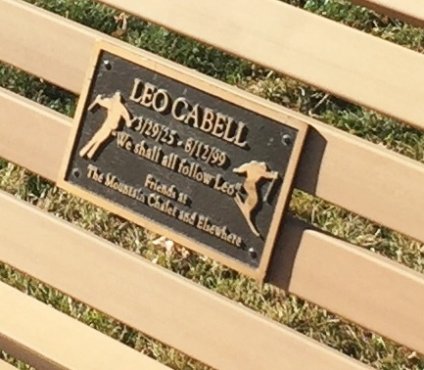 LEO CABELL
3/29/25 - 8/12/99
We shall all follow Leo
Friends at
The Mountain Chalet and Elsewhere